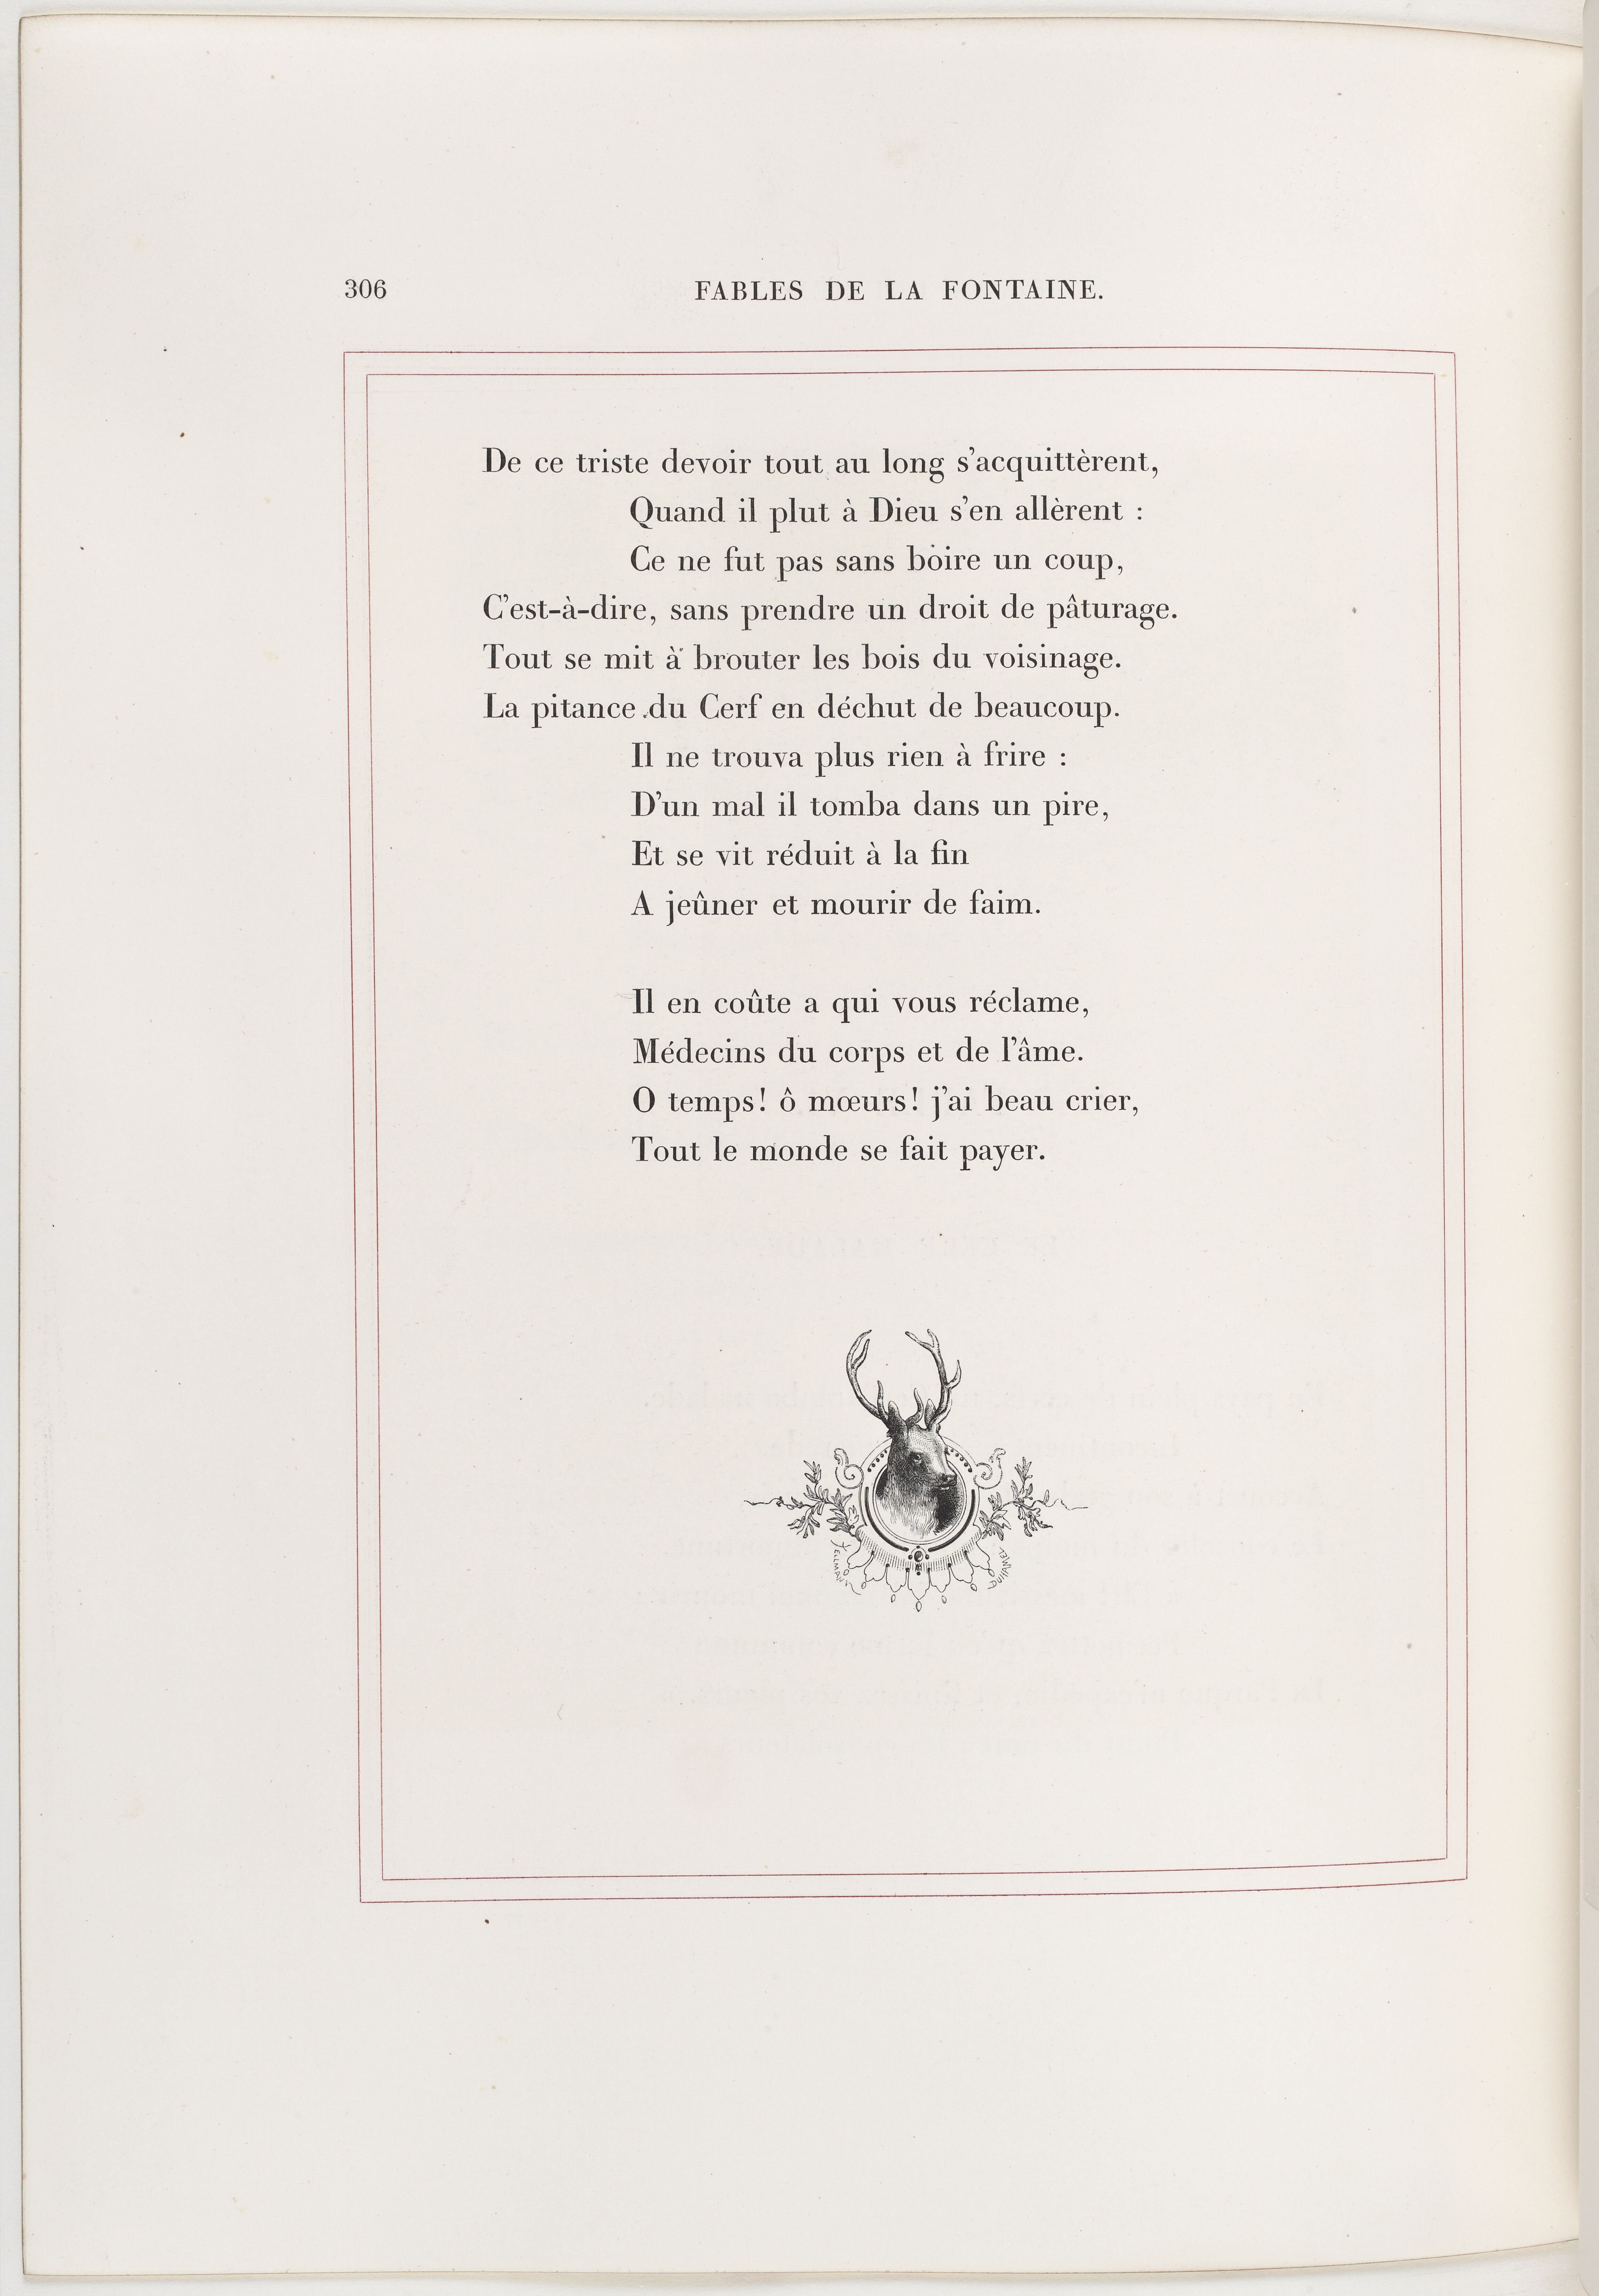 306 FABLES DE LA FONTAINE.
De ce triste devoir tout au long s'acquittèrent,
Quand il plut à Dieu s'en allèrent :
Ce ne fut pas sans boire un coup,
C'est-à-dire, sans prendre un droit de pâturage.
Tout se mit à brouter les bois du voisinage.
La pitance du Cerf en déchut de beaucoup.
Il ne trouva plus rien à frire :
D'un mal il tomba dans un pire,
Et se vit réduit à la fin
A jeûner et mourir de faim.
Il en coûte a qui vous réclame,
Médecins du corps et de l'âme.
O temps! ô mœurs! j'ai beau crier,
Tout le monde se fait payer.